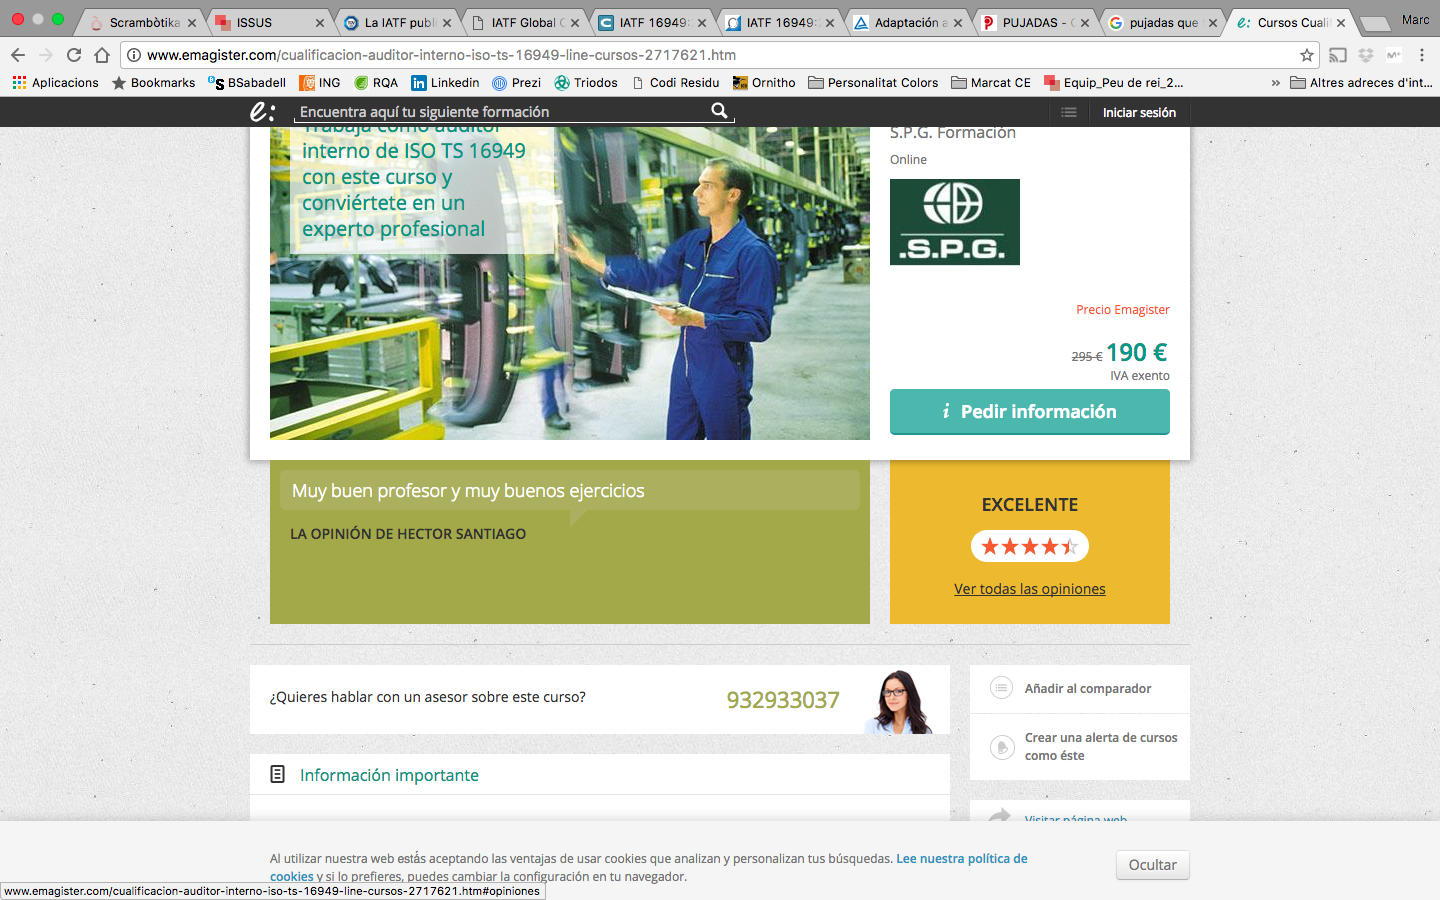 Scrambòtika
ISSUS
La IATF publ
IATF Global O
IATF 16949:
IATF 16949:2
Adaptación a
PUJADAS - C
pujadas que
Cursos Cuali
Marc
www.emagister.com/cualificacion-auditor-interno-iso-ts-16949-line-cursos-2717621.htm
Aplicacions
Bookmarks
BSabadell
ING
RQA
Linkedin
Prezi
Triodos
Codi Residu
Ornitho
Personalitat Colors
Marcat CE
Equip_Peu de rei_2...
»
Altres adreces d'int...
e:
Encuentra aquí tu siguiente formación
Iniciar sesión
Trabaja como auditor
interno de ISO TS 16949
con este curso y
conviértete en un
experto profesional
S.P.G. Formación
Online
.S.P.G.
Precio Emagister
295 € 190 €
IVA exento
i Pedir información
Muy buen profesor y muy buenos ejercicios
LA OPINIÓN DE HECTOR SANTIAGO
EXCELENTE
Ver todas las opiniones
¿Quieres hablar con un asesor sobre este curso?
932933037
Añadir al comparador
Crear una alerta de cursos
como éste
Información importante
Visitar página web
Al utilizar nuestra web estás aceptando las ventajas de usar cookies que analizan y personalizan tus búsquedas. Lee nuestra política de
cookies y si lo prefieres, puedes cambiar la configuración en tu navegador.
Ocultar
www.emagister.com/cualificacion-auditor-interno-iso-ts-16949-line-cursos-2717621.htm#opiniones